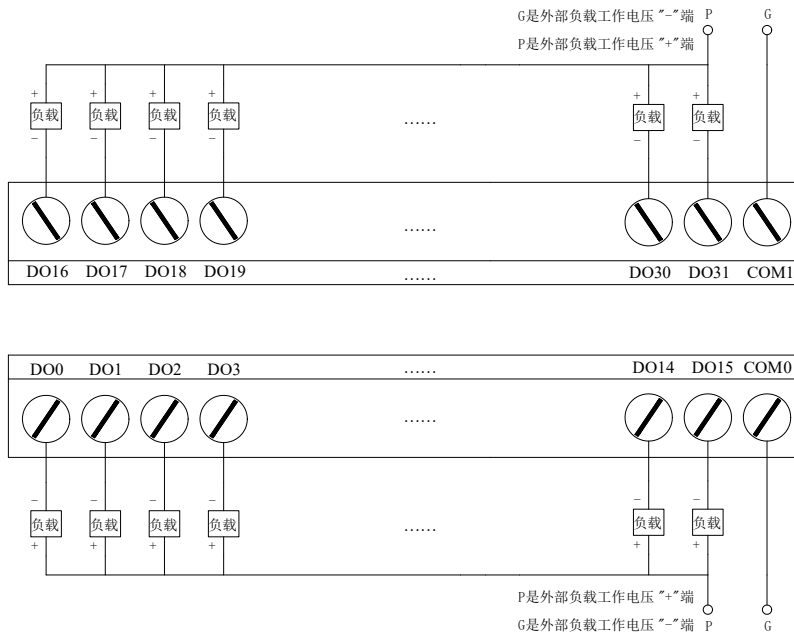 G是外部负载工作电压 "-"端 P G
P是外部负载工作电压 "+"端
+ + + + + +
负载 负载 负载 负载 …… 负载 负载
- - - - - -
……
DO16 DO17 DO18 DO19 …… DO30 DO31 COM1
DO0 DO1 DO2 DO3 …… DO14 DO15 COM0
……
- - - - - -
负载 负载 负载 负载 …… 负载 负载
+ + + + + +
P是外部负载工作电压 "+"端
G是外部负载工作电压 "-"端 P G